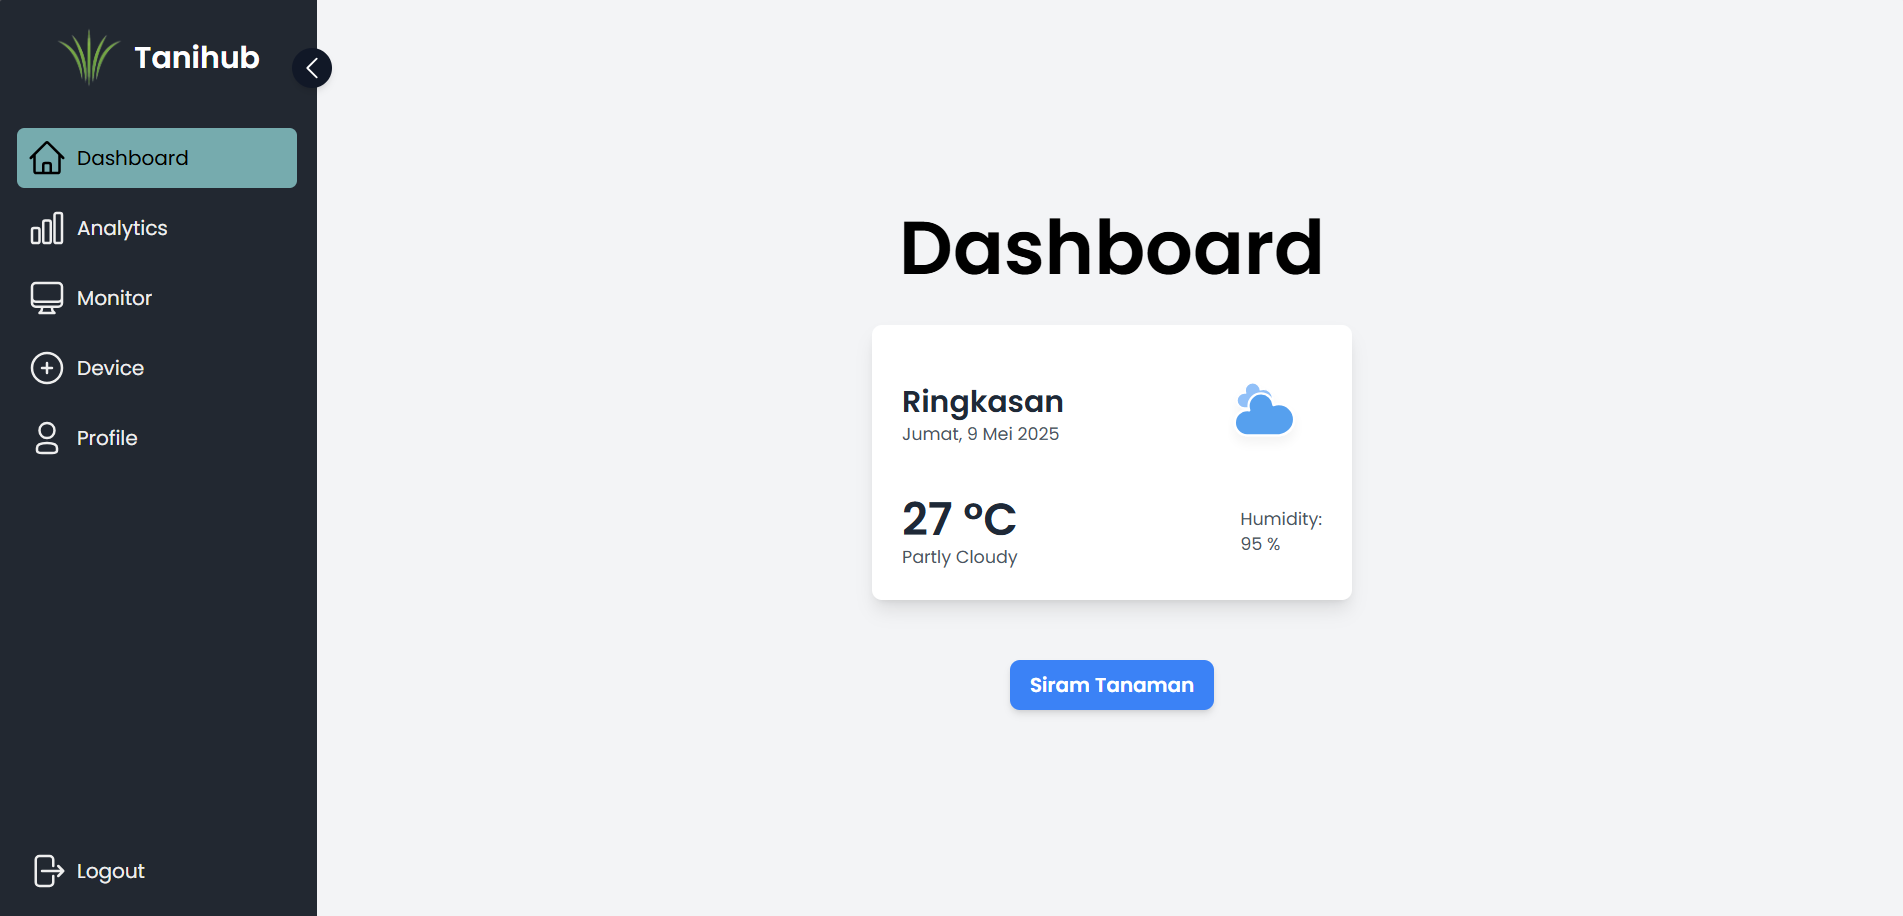 Tanihub
Dashboard
Analytics
Monitor
Device
Profile
Logout
Dashboard
Ringkasan
Jumat, 9 Mei 2025
27 °C
Partly Cloudy
Humidity:
95 %
Siram Tanaman